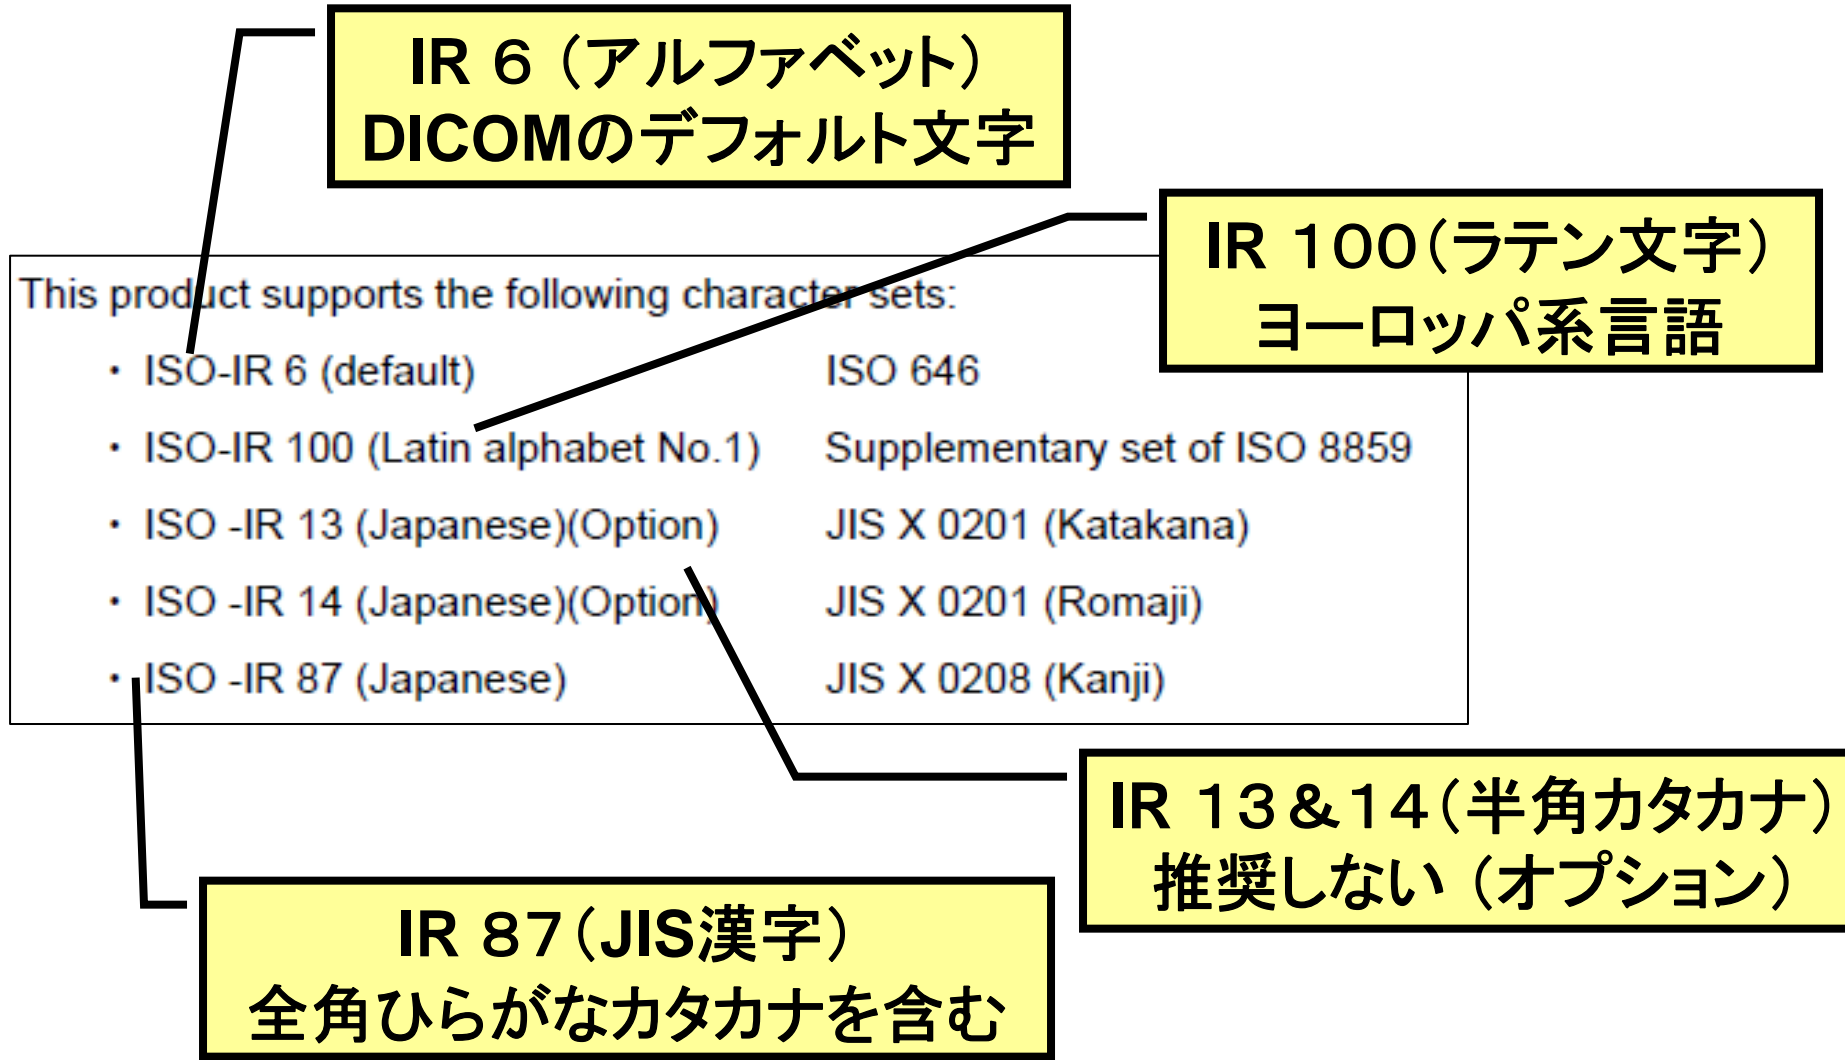 IR 6（アルファベット）
DICOMのデフォルト文字
IR 100（ラテン文字）
ヨーロッパ系言語
This product supports the following character sets:
・ ISO-IR 6 (default) ISO 646
・ ISO-IR 100 (Latin alphabet No.1) Supplementary set of ISO 8859
・ ISO -IR 13 (Japanese)(Option) JIS X 0201 (Katakana)
・ ISO -IR 14 (Japanese)(Option) JIS X 0201 (Romaji)
・ ISO -IR 87 (Japanese) JIS X 0208 (Kanji)
IR 13＆14（半角カタカナ）
推奨しない（オプション）
IR 87（JIS漢字）
全角ひらがなカタカナを含む